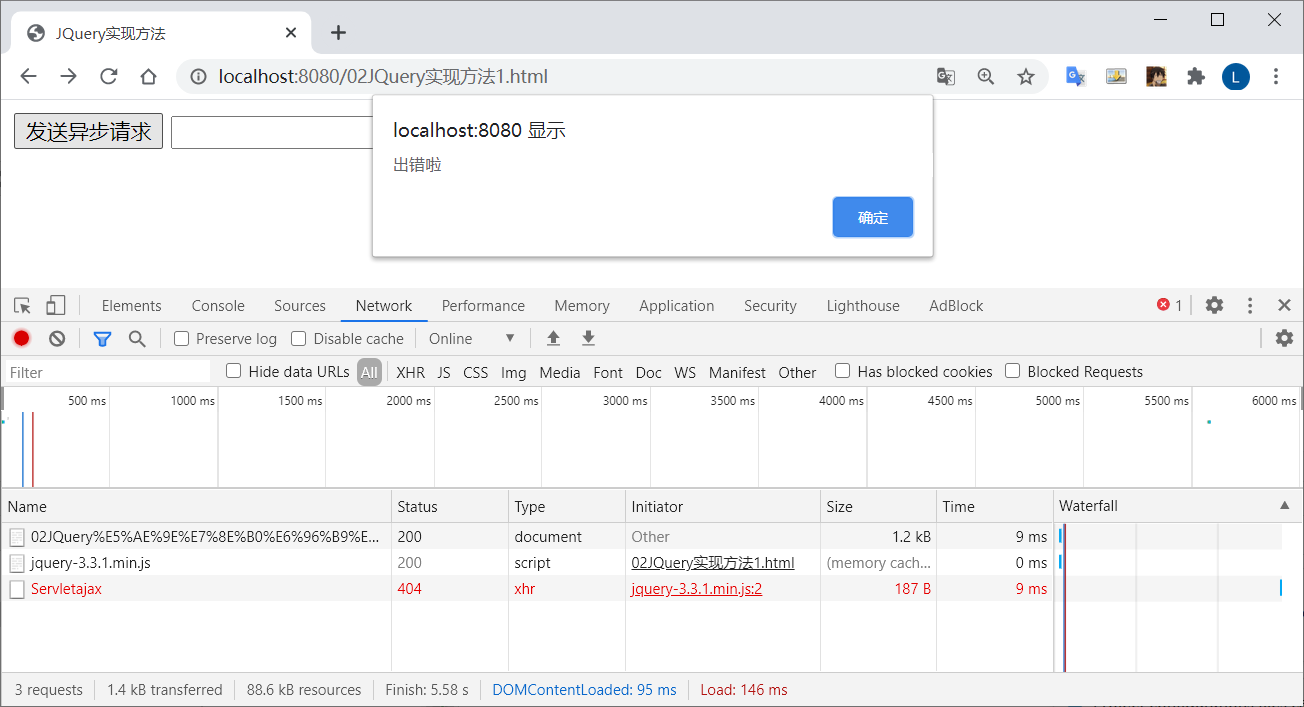 JQuery实现方法
localhost:8080/02JQuery实现方法1.html
L
发送异步请求
localhost:8080 显示
出错啦
确定
Elements Console Sources Network Performance Memory Application Security Lighthouse AdBlock 1
Preserve log Disable cache Online
Filter Hide data URLs All XHR JS CSS Img Media Font Doc WS Manifest Other Has blocked cookies Blocked Requests
500 ms 1000 ms 1500 ms 2000 ms 2500 ms 3000 ms 3500 ms 4000 ms 4500 ms 5000 ms 5500 ms 6000 ms
Name Status Type Initiator Size Time Waterfall
02JQuery%E5%AE%9E%E7%8E%B0%E6%96%B9%E... 200 document Other 1.2 kB 9 ms
jquery-3.3.1.min.js 200 script 02JQuery实现方法1.html (memory cach... 0 ms
Servletajax 404 xhr jquery-3.3.1.min.js:2 187 B 9 ms
3 requests 1.4 kB transferred 88.6 kB resources Finish: 5.58 s DOMContentLoaded: 95 ms Load: 146 ms